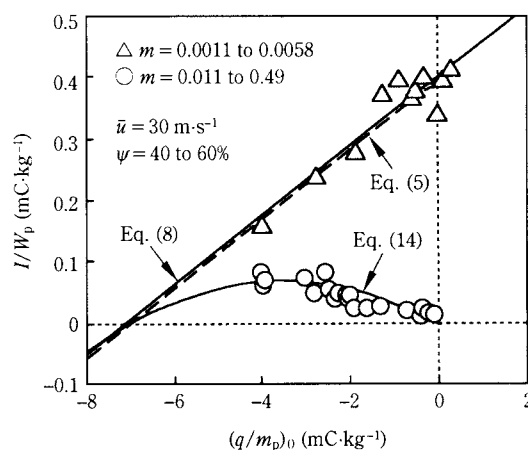 0.5
△ m = 0.0011 to 0.0058
○ m = 0.011 to 0.49
0.4
ū = 30 m·s⁻¹
ψ = 40 to 60%
0.3
Eq. (5)
0.2
Eq. (8)
Eq. (14)
0.1
0
−0.1
I/Wₚ (mC·kg⁻¹)
−8 −6 −4 −2 0 2
(q/mₚ)₀ (mC·kg⁻¹)